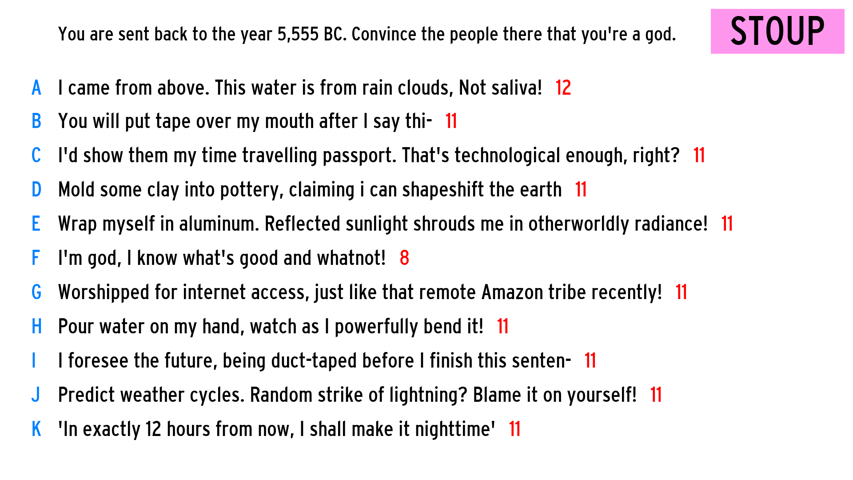 You are sent back to the year 5,555 BC. Convince the people there that you're a god.
STOUP
A I came from above. This water is from rain clouds, Not saliva! 12
B You will put tape over my mouth after I say thi- 11
C I'd show them my time travelling passport. That's technological enough, right? 11
D Mold some clay into pottery, claiming i can shapeshift the earth 11
E Wrap myself in aluminum. Reflected sunlight shrouds me in otherworldly radiance! 11
F I'm god, I know what's good and whatnot! 8
G Worshipped for internet access, just like that remote Amazon tribe recently! 11
H Pour water on my hand, watch as I powerfully bend it! 11
I I foresee the future, being duct-taped before I finish this senten- 11
J Predict weather cycles. Random strike of lightning? Blame it on yourself! 11
K 'In exactly 12 hours from now, I shall make it nighttime' 11